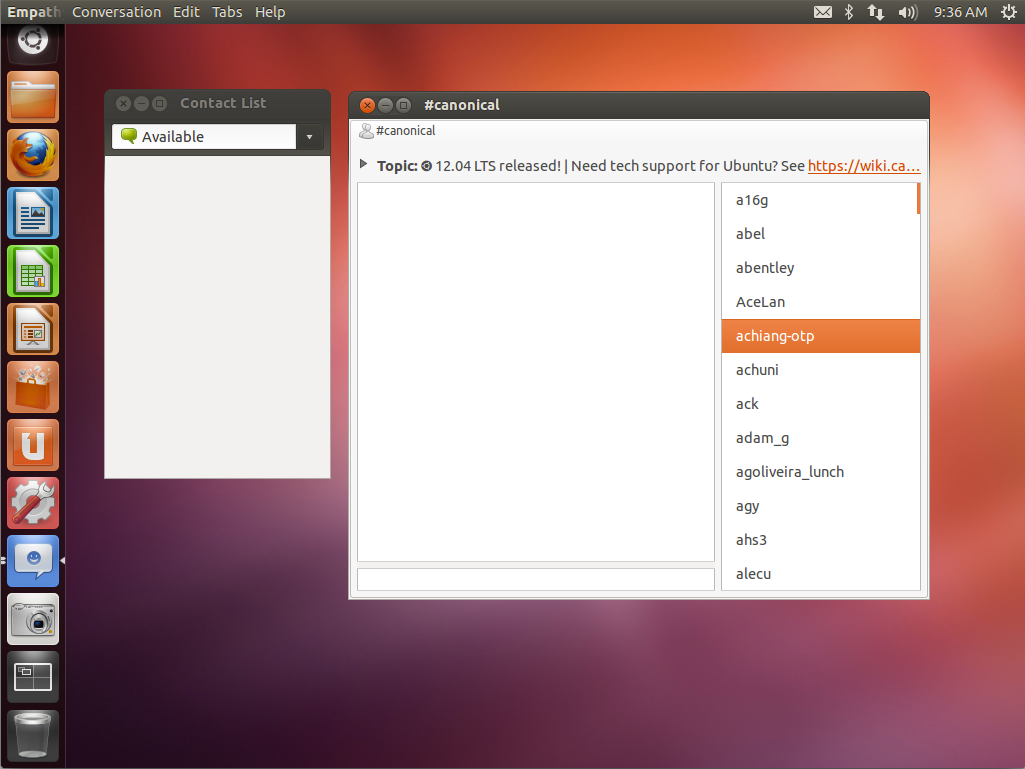 Empath Conversation Edit Tabs Help 9:36 AM
Contact List
Available
#canonical
#canonical
Topic: 12.04 LTS released! | Need tech support for Ubuntu? See https://wiki.ca...
a16g
abel
abentley
AceLan
achiang-otp
achuni
ack
adam_g
agoliveira_lunch
agy
ahs3
alecu